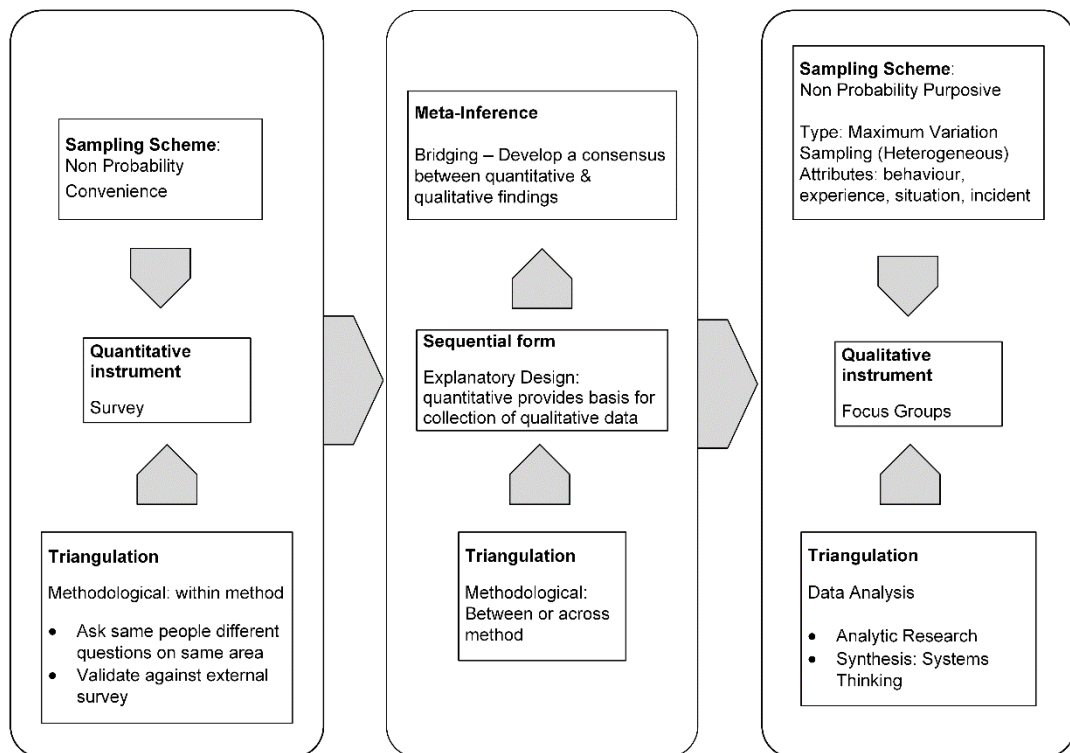 Sampling Scheme:
Non Probability
Convenience
Quantitative
instrument
Survey
Triangulation
Methodological: within method
● Ask same people different
questions on same area
● Validate against external
survey
Meta-Inference
Bridging – Develop a consensus
between quantitative &
qualitative findings
Sequential form
Explanatory Design:
quantitative provides basis for
collection of qualitative data
Triangulation
Methodological:
Between or across
method
Sampling Scheme:
Non Probability Purposive
Type: Maximum Variation
Sampling (Heterogeneous)
Attributes: behaviour,
experience, situation, incident
Qualitative
instrument
Focus Groups
Triangulation
Data Analysis
● Analytic Research
● Synthesis: Systems
Thinking